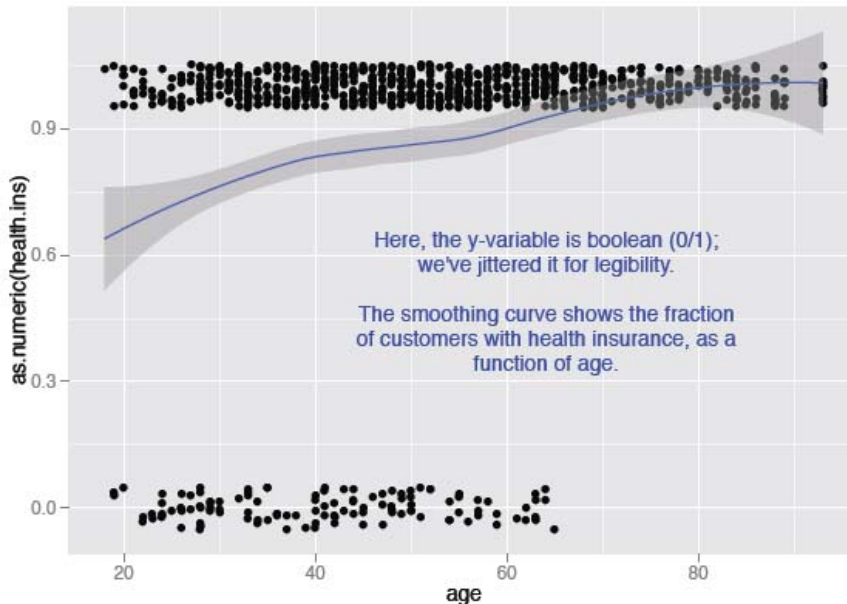 as.numeric(health.ins)
0.9
0.6
0.3
0.0
Here, the y-variable is boolean (0/1);
we've jittered it for legibility.
The smoothing curve shows the fraction
of customers with health insurance, as a
function of age.
20
40
60
80
age